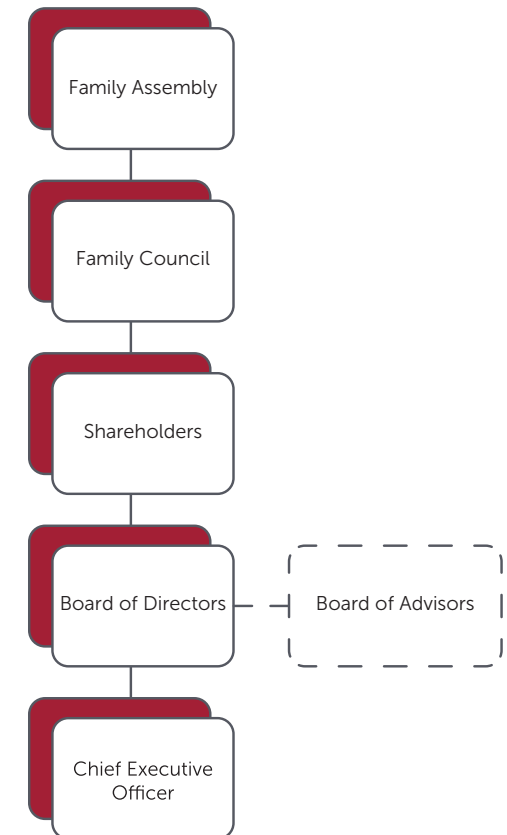 Family Assembly
Family Council
Shareholders
Board of Directors
Board of Advisors
Chief Executive
Officer